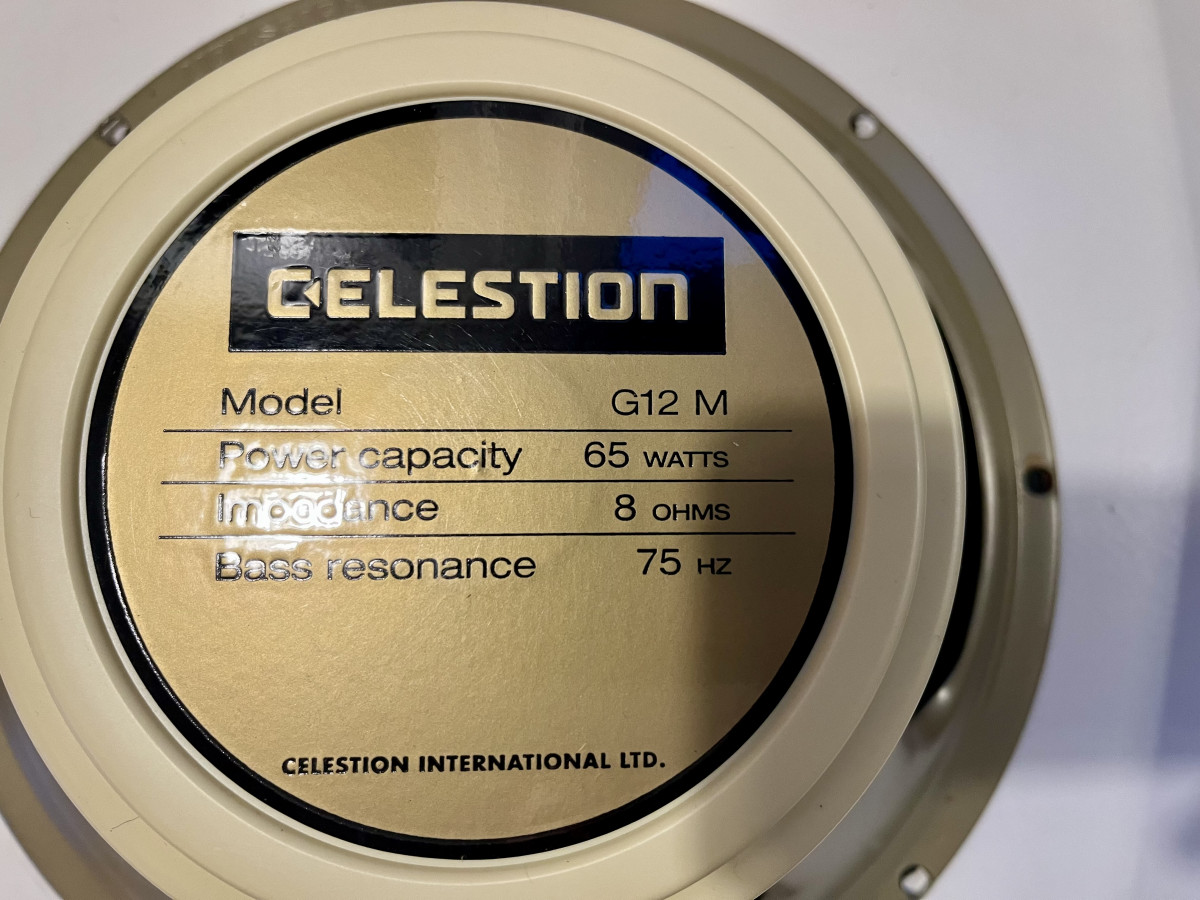 CELESTION
Model G12 M
Power capacity 65 WATTS
Impedance 8 OHMS
Bass resonance 75 HZ
CELESTION INTERNATIONAL LTD.